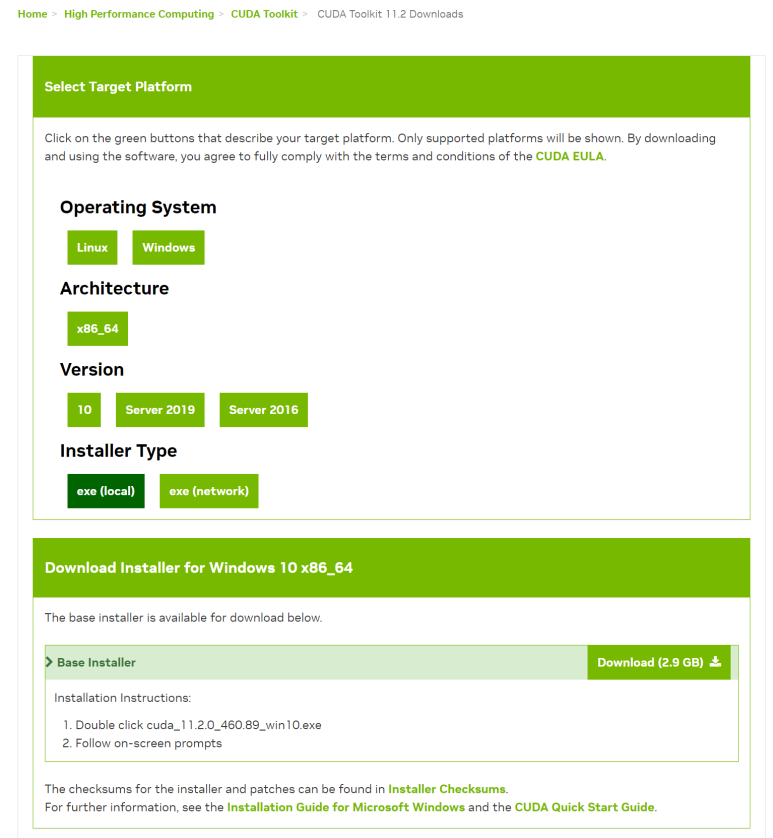 Home > High Performance Computing > CUDA Toolkit > CUDA Toolkit 11.2 Downloads
Select Target Platform
Click on the green buttons that describe your target platform. Only supported platforms will be shown. By downloading
and using the software, you agree to fully comply with the terms and conditions of the CUDA EULA.
Operating System
Linux Windows
Architecture
x86_64
Version
10 Server 2019 Server 2016
Installer Type
exe (local) exe (network)
Download Installer for Windows 10 x86_64
The base installer is available for download below.
> Base Installer Download (2.9 GB)
Installation Instructions:
1. Double click cuda_11.2.0_460.89_win10.exe
2. Follow on-screen prompts
The checksums for the installer and patches can be found in Installer Checksums.
For further information, see the Installation Guide for Microsoft Windows and the CUDA Quick Start Guide.